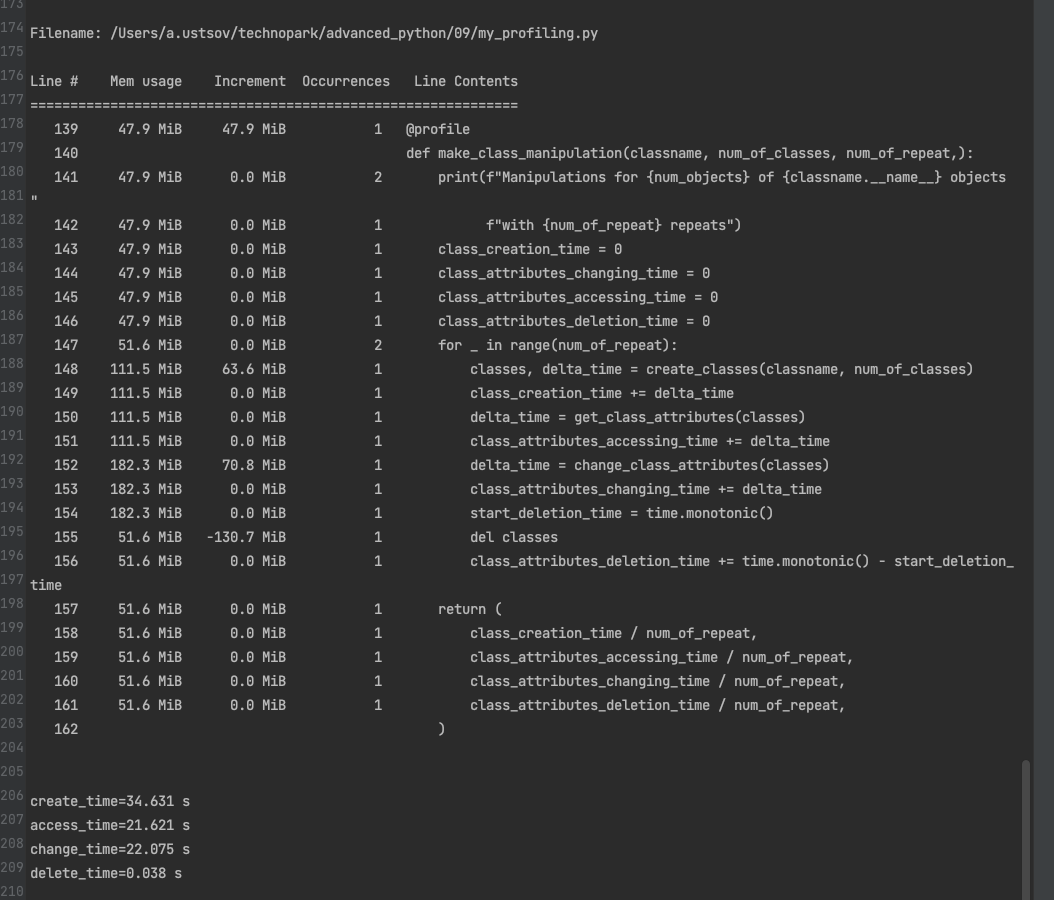 173
174 Filename: /Users/a.ustsov/technopark/advanced_python/09/my_profiling.py
175
176 Line #    Mem usage    Increment  Occurrences   Line Contents
177 =============================================================
178    139     47.9 MiB     47.9 MiB           1   @profile
179    140                                         def make_class_manipulation(classname, num_of_classes, num_of_repeat,):
180    141     47.9 MiB      0.0 MiB           2       print(f"Manipulations for {num_objects} of {classname.__name__} objects
181 "
182    142     47.9 MiB      0.0 MiB           1             f"with {num_of_repeat} repeats")
183    143     47.9 MiB      0.0 MiB           1       class_creation_time = 0
184    144     47.9 MiB      0.0 MiB           1       class_attributes_changing_time = 0
185    145     47.9 MiB      0.0 MiB           1       class_attributes_accessing_time = 0
186    146     47.9 MiB      0.0 MiB           1       class_attributes_deletion_time = 0
187    147     51.6 MiB      0.0 MiB           2       for _ in range(num_of_repeat):
188    148    111.5 MiB     63.6 MiB           1           classes, delta_time = create_classes(classname, num_of_classes)
189    149    111.5 MiB      0.0 MiB           1           class_creation_time += delta_time
190    150    111.5 MiB      0.0 MiB           1           delta_time = get_class_attributes(classes)
191    151    111.5 MiB      0.0 MiB           1           class_attributes_accessing_time += delta_time
192    152    182.3 MiB     70.8 MiB           1           delta_time = change_class_attributes(classes)
193    153    182.3 MiB      0.0 MiB           1           class_attributes_changing_time += delta_time
194    154    182.3 MiB      0.0 MiB           1           start_deletion_time = time.monotonic()
195    155     51.6 MiB   -130.7 MiB           1           del classes
196    156     51.6 MiB      0.0 MiB           1           class_attributes_deletion_time += time.monotonic() - start_deletion_
197 time
198    157     51.6 MiB      0.0 MiB           1       return (
199    158     51.6 MiB      0.0 MiB           1           class_creation_time / num_of_repeat,
200    159     51.6 MiB      0.0 MiB           1           class_attributes_accessing_time / num_of_repeat,
201    160     51.6 MiB      0.0 MiB           1           class_attributes_changing_time / num_of_repeat,
202    161     51.6 MiB      0.0 MiB           1           class_attributes_deletion_time / num_of_repeat,
203    162                                             )
204
205
206 create_time=34.631 s
207 access_time=21.621 s
208 change_time=22.075 s
209 delete_time=0.038 s
210